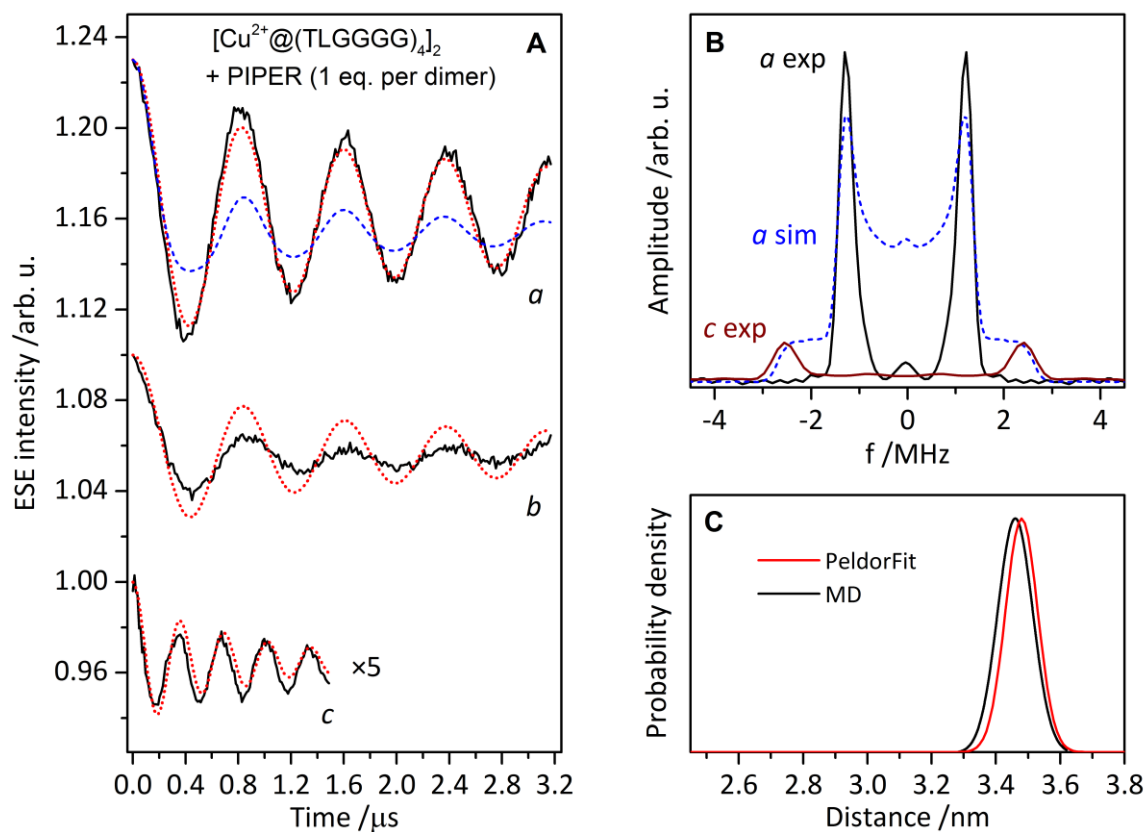 [Cu²⁺@(TLGGGG)₄]₂
+ PIPER (1 eq. per dimer)
A
ESE intensity /arb. u.
1.24
1.20
1.16
1.12
1.08
1.04
1.00
0.96
a
b
c
×5
0.0 0.4 0.8 1.2 1.6 2.0 2.4 2.8 3.2
Time /μs
B
a exp
a sim
c exp
Amplitude /arb. u.
-4 -2 0 2 4
f /MHz
C
PeldorFit
MD
Probability density
2.6 2.8 3.0 3.2 3.4 3.6 3.8
Distance /nm